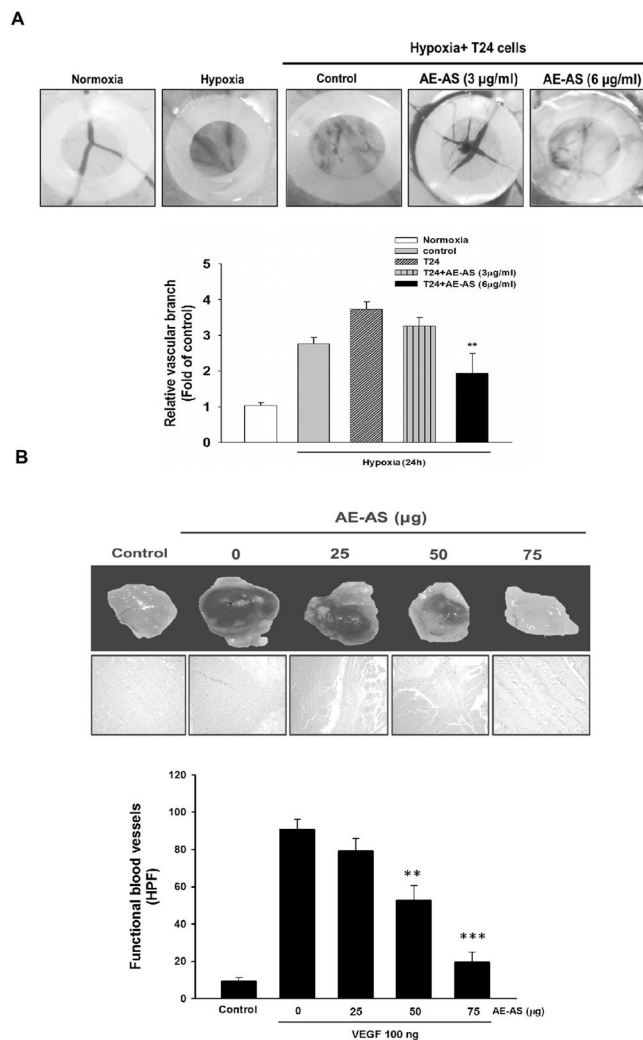 A
Hypoxia+ T24 cells
Normoxia Hypoxia Control AE-AS (3 μg/ml) AE-AS (6 μg/ml)
Normoxia
control
T24
T24+AE-AS (3μg/ml)
T24+AE-AS (6μg/ml)
Relative vascular branch
(Fold of control)
5
4
3
2
1
0
**
Hypoxia (24h)
B
AE-AS (μg)
Control 0 25 50 75
Functional blood vessels
(HPF)
120
100
80
60
40
20
0
**
***
Control 0 25 50 75 AE-AS (μg)
VEGF 100 ng